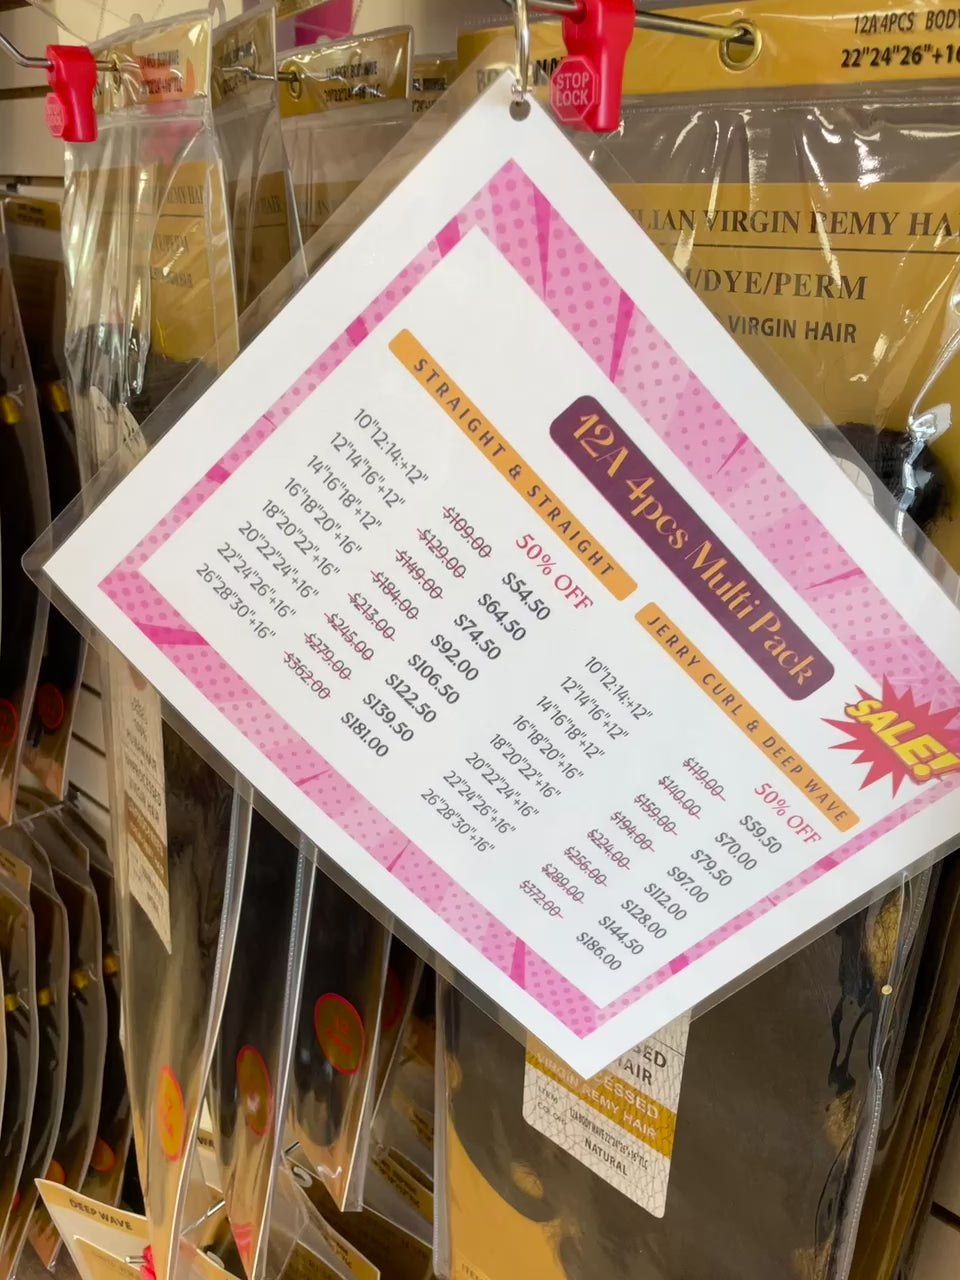 12A 4PCS BODY
22"24"26"+16
STOP
LOCK
STOP
LOCK
LIAN VIRGIN REMY HA
/DYE/PERM
VIRGIN HAIR
12A 4pcs Multi Pack
SALE!
STRAIGHT & STRAIGHT
50% OFF
10"12:14:+12" $109.00 $54.50
12"14"16"+12" $129.00 $64.50
14"16"18"+12" $149.00 $74.50
16"18"20"+16" $184.00 $92.00
18"20"22"+16" $213.00 $106.50
20"22"24"+16" $245.00 $122.50
22"24"26"+16" $279.00 $139.50
26"28"30"+16" $362.00 $181.00
JERRY CURL & DEEP WAVE
50% OFF
10"12:14:+12" $119.00 $59.50
12"14"16"+12" $140.00 $70.00
14"16"18"+12" $159.00 $79.50
16"18"20"+16" $194.00 $97.00
18"20"22"+16" $224.00 $112.00
20"22"24"+16" $256.00 $128.00
22"24"26"+16" $289.00 $144.50
26"28"30"+16" $372.00 $186.00
VIRGIN REMY HAIR
NATURAL
DEEP WAVE